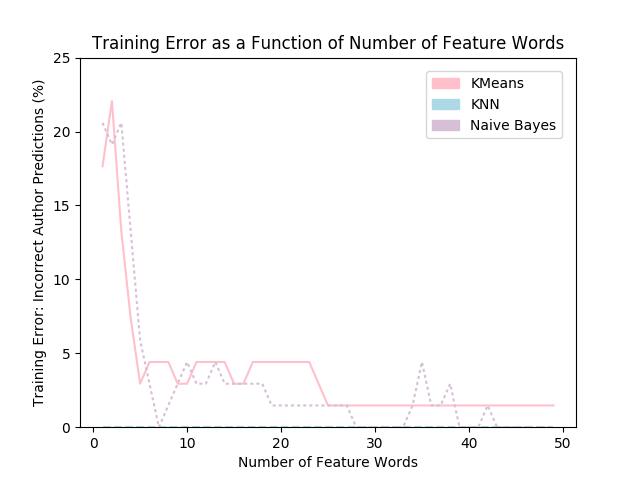 Training Error as a Function of Number of Feature Words
Training Error: Incorrect Author Predictions (%)
25
20
15
10
5
0
KMeans
KNN
Naive Bayes
0 10 20 30 40 50
Number of Feature Words